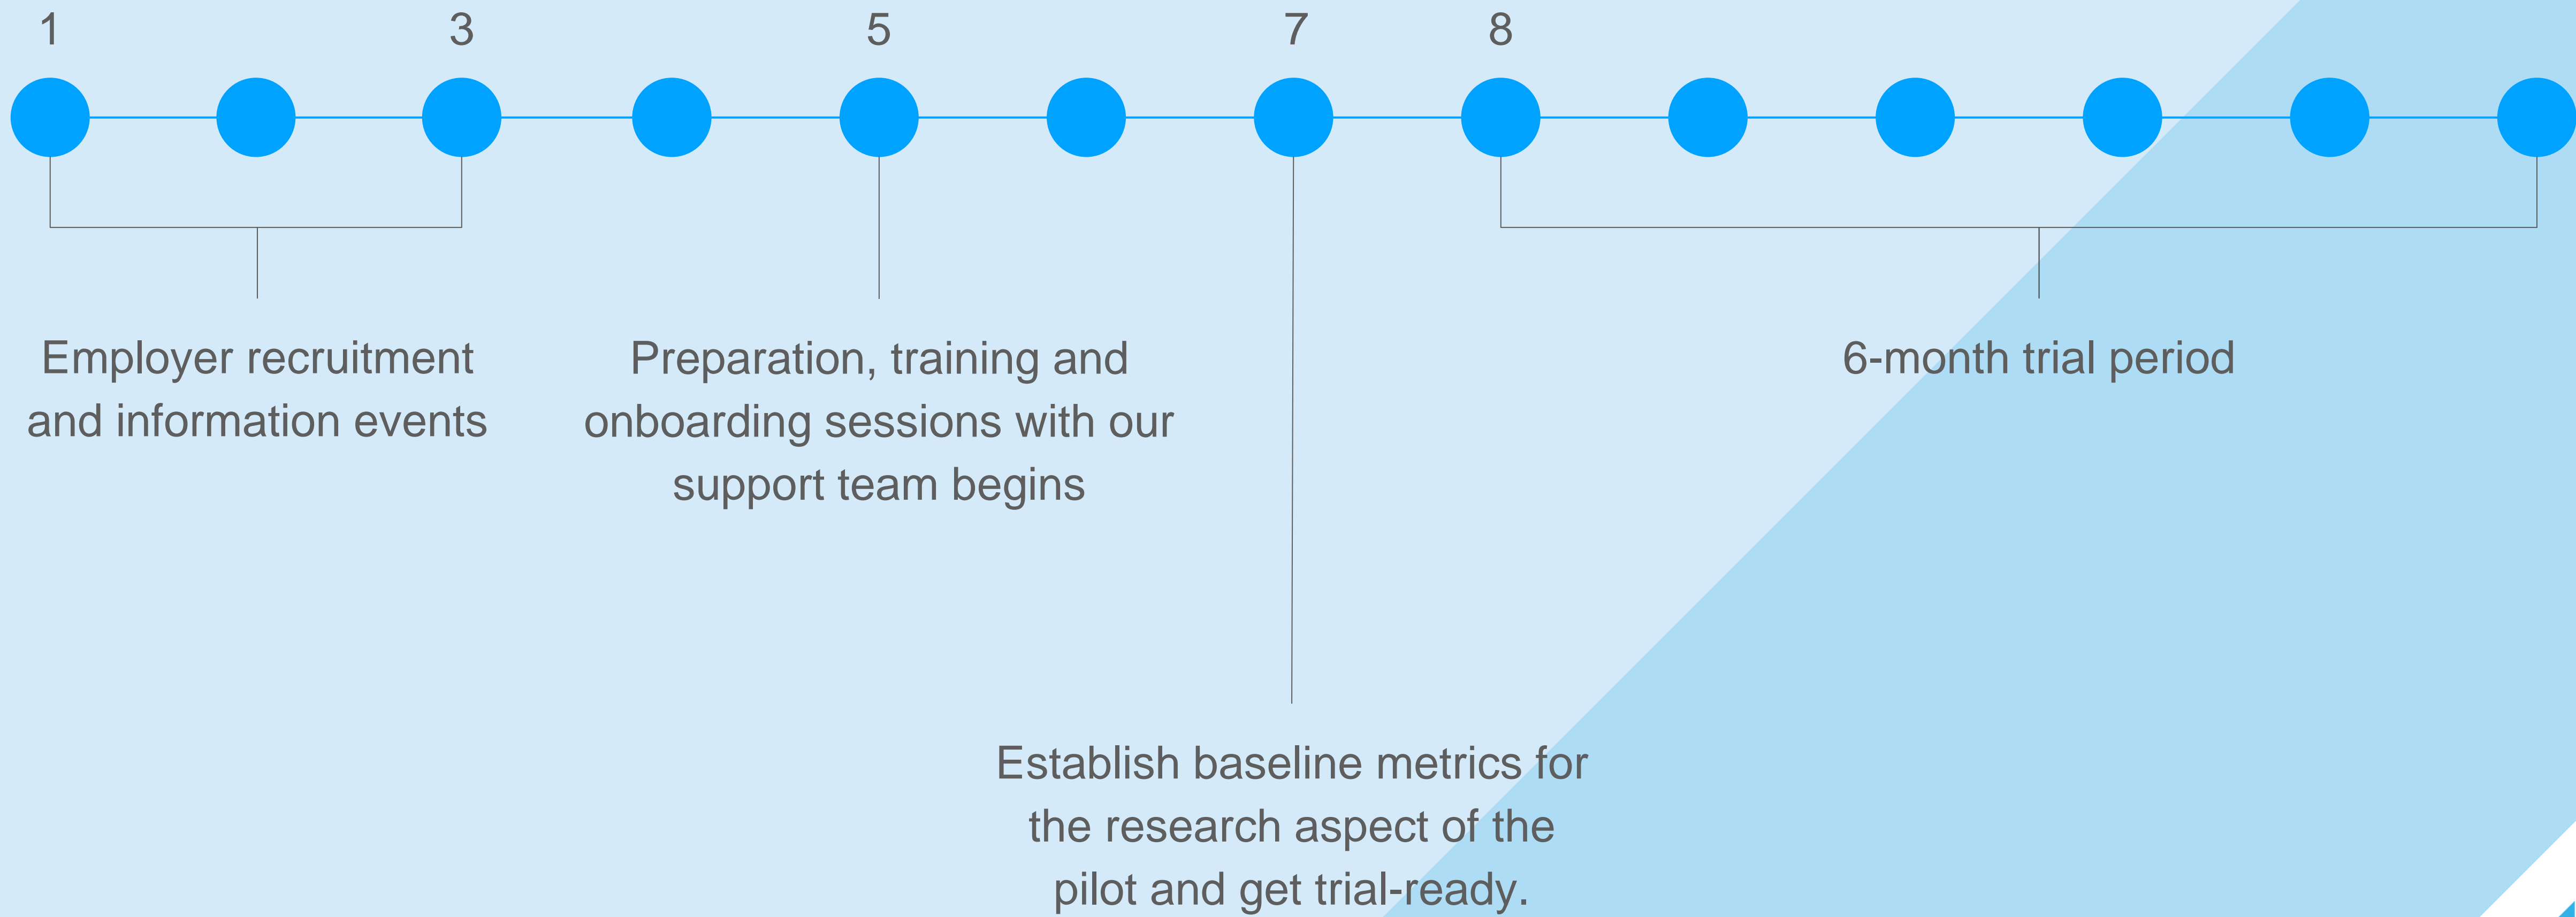 1
3
5
7
8
Employer recruitment
and information events
Preparation, training and
onboarding sessions with our
support team begins
6-month trial period
Establish baseline metrics for
the research aspect of the
pilot and get trial-ready.